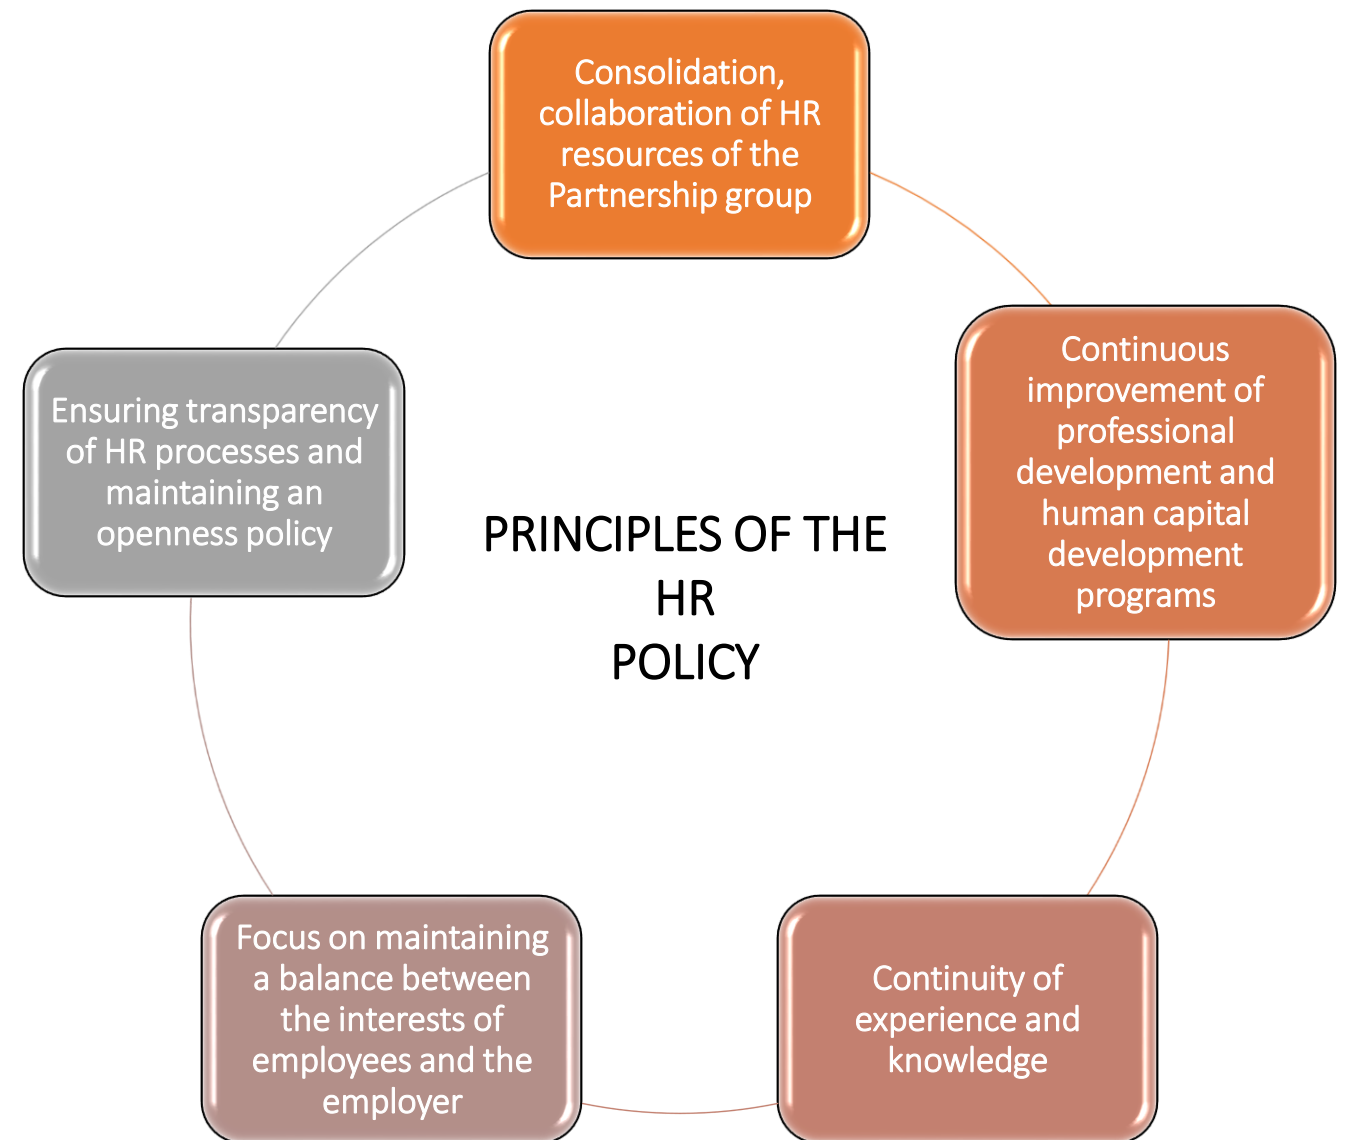 Consolidation,
collaboration of HR
resources of the
Partnership group
Continuous
improvement of
professional
development and
human capital
development
programs
Ensuring transparency
of HR processes and
maintaining an
openness policy
PRINCIPLES OF THE
HR
POLICY
Focus on maintaining
a balance between
the interests of
employees and the
employer
Continuity of
experience and
knowledge